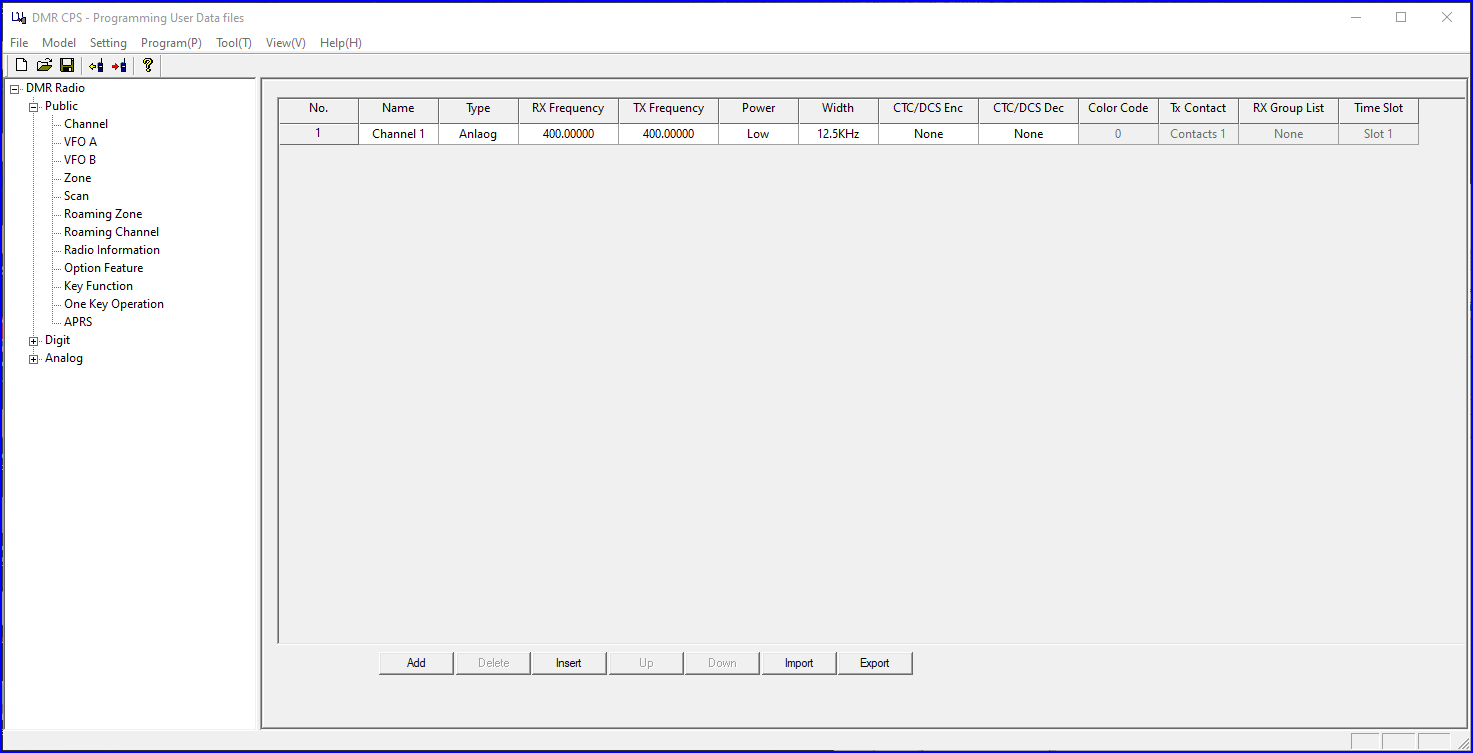 DMR CPS - Programming User Data files
File Model Setting Program(P) Tool(T) View(V) Help(H)
DMR Radio
Public
Channel
VFO A
VFO B
Zone
Scan
Roaming Zone
Roaming Channel
Radio Information
Option Feature
Key Function
One Key Operation
APRS
Digit
Analog
No. Name Type RX Frequency TX Frequency Power Width CTC/DCS Enc CTC/DCS Dec Color Code Tx Contact RX Group List Time Slot
1 Channel 1 Anlaog 400.00000 400.00000 Low 12.5KHz None None 0 Contacts 1 None Slot 1
Add Delete Insert Up Down Import Export